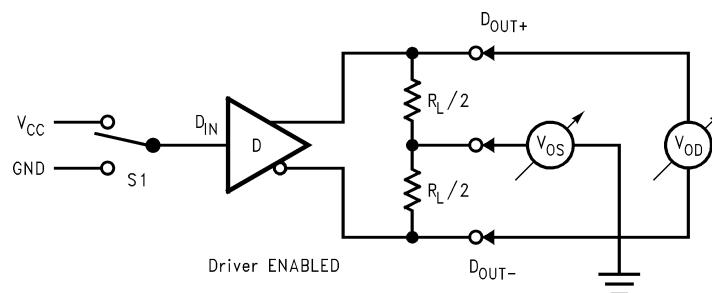 D_OUT+
V_CC
D_IN
R_L/2
D
V_OS
V_OD
GND
S1
R_L/2
Driver ENABLED
D_OUT−